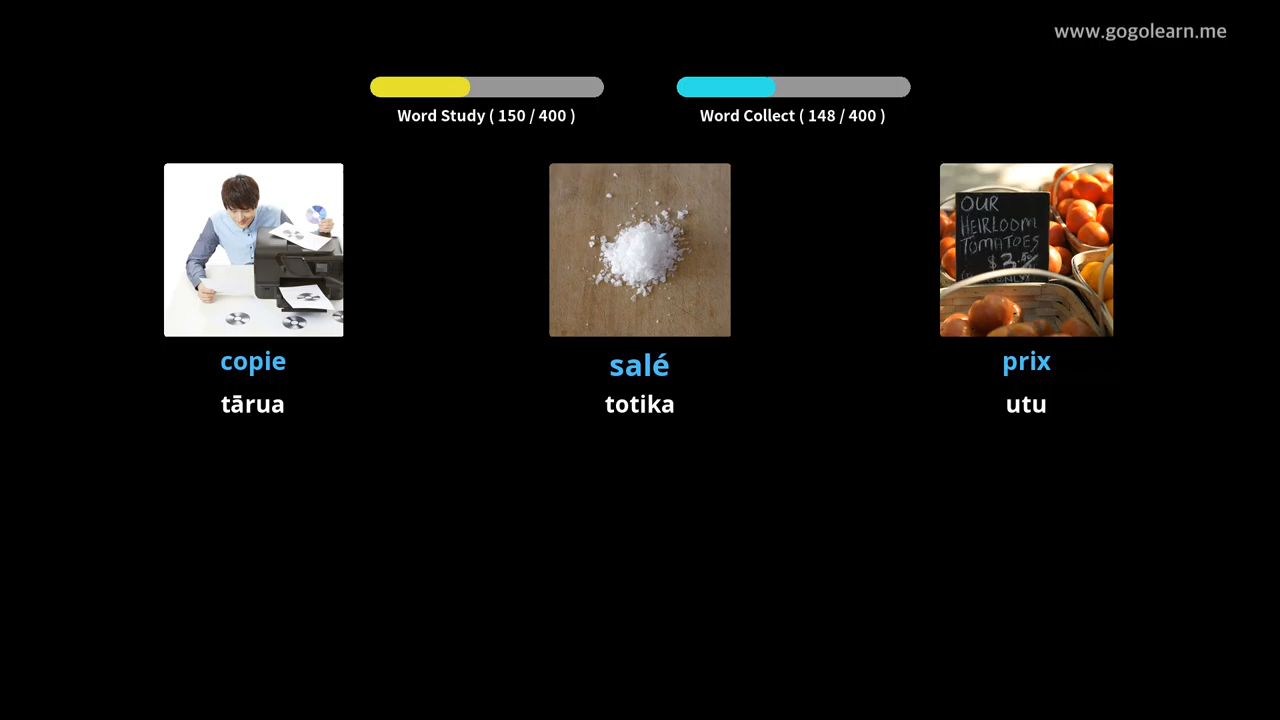 www.gogolearn.me
Word Study ( 150 / 400 )
Word Collect ( 148 / 400 )
OUR
HEIRLOOM
TOMATOES
copie
salé
prix
tārua
totika
utu